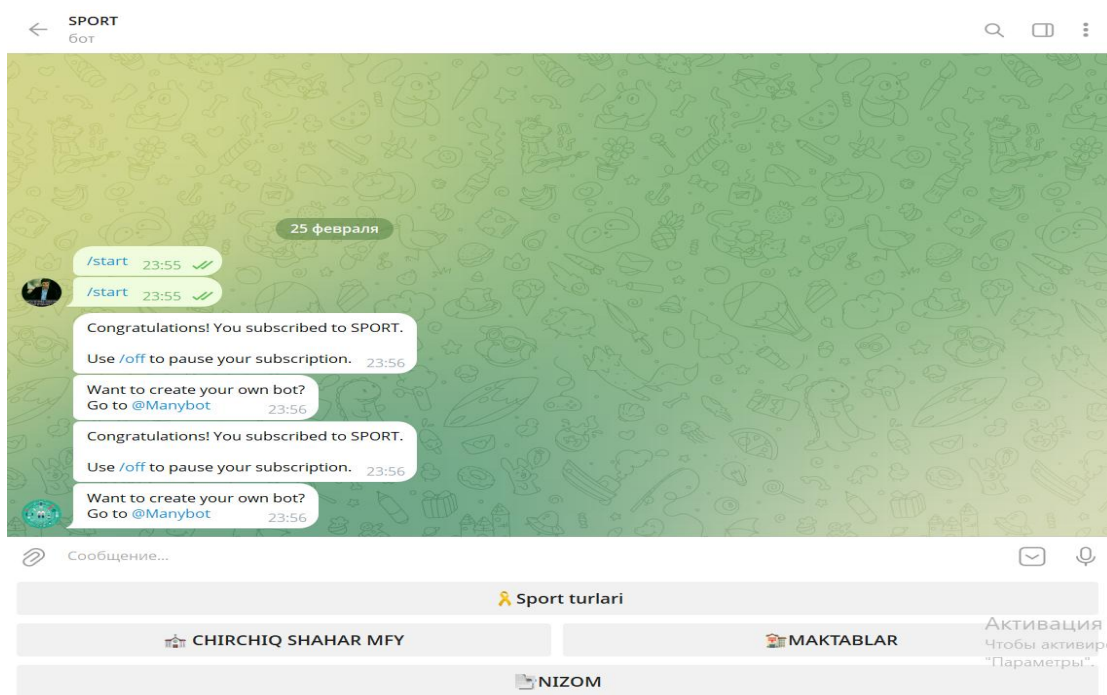 SPORT
бот
25 февраля
/start 23:55
/start 23:55
Congratulations! You subscribed to SPORT.
Use /off to pause your subscription. 23:56
Want to create your own bot?
Go to @Manybot 23:56
Congratulations! You subscribed to SPORT.
Use /off to pause your subscription. 23:56
Want to create your own bot?
Go to @Manybot 23:56
Сообщение...
Sport turlari
CHIRCHIQ SHAHAR MFY
MAKTABLAR
Активация
Чтобы активир
"Параметры".
NIZOM